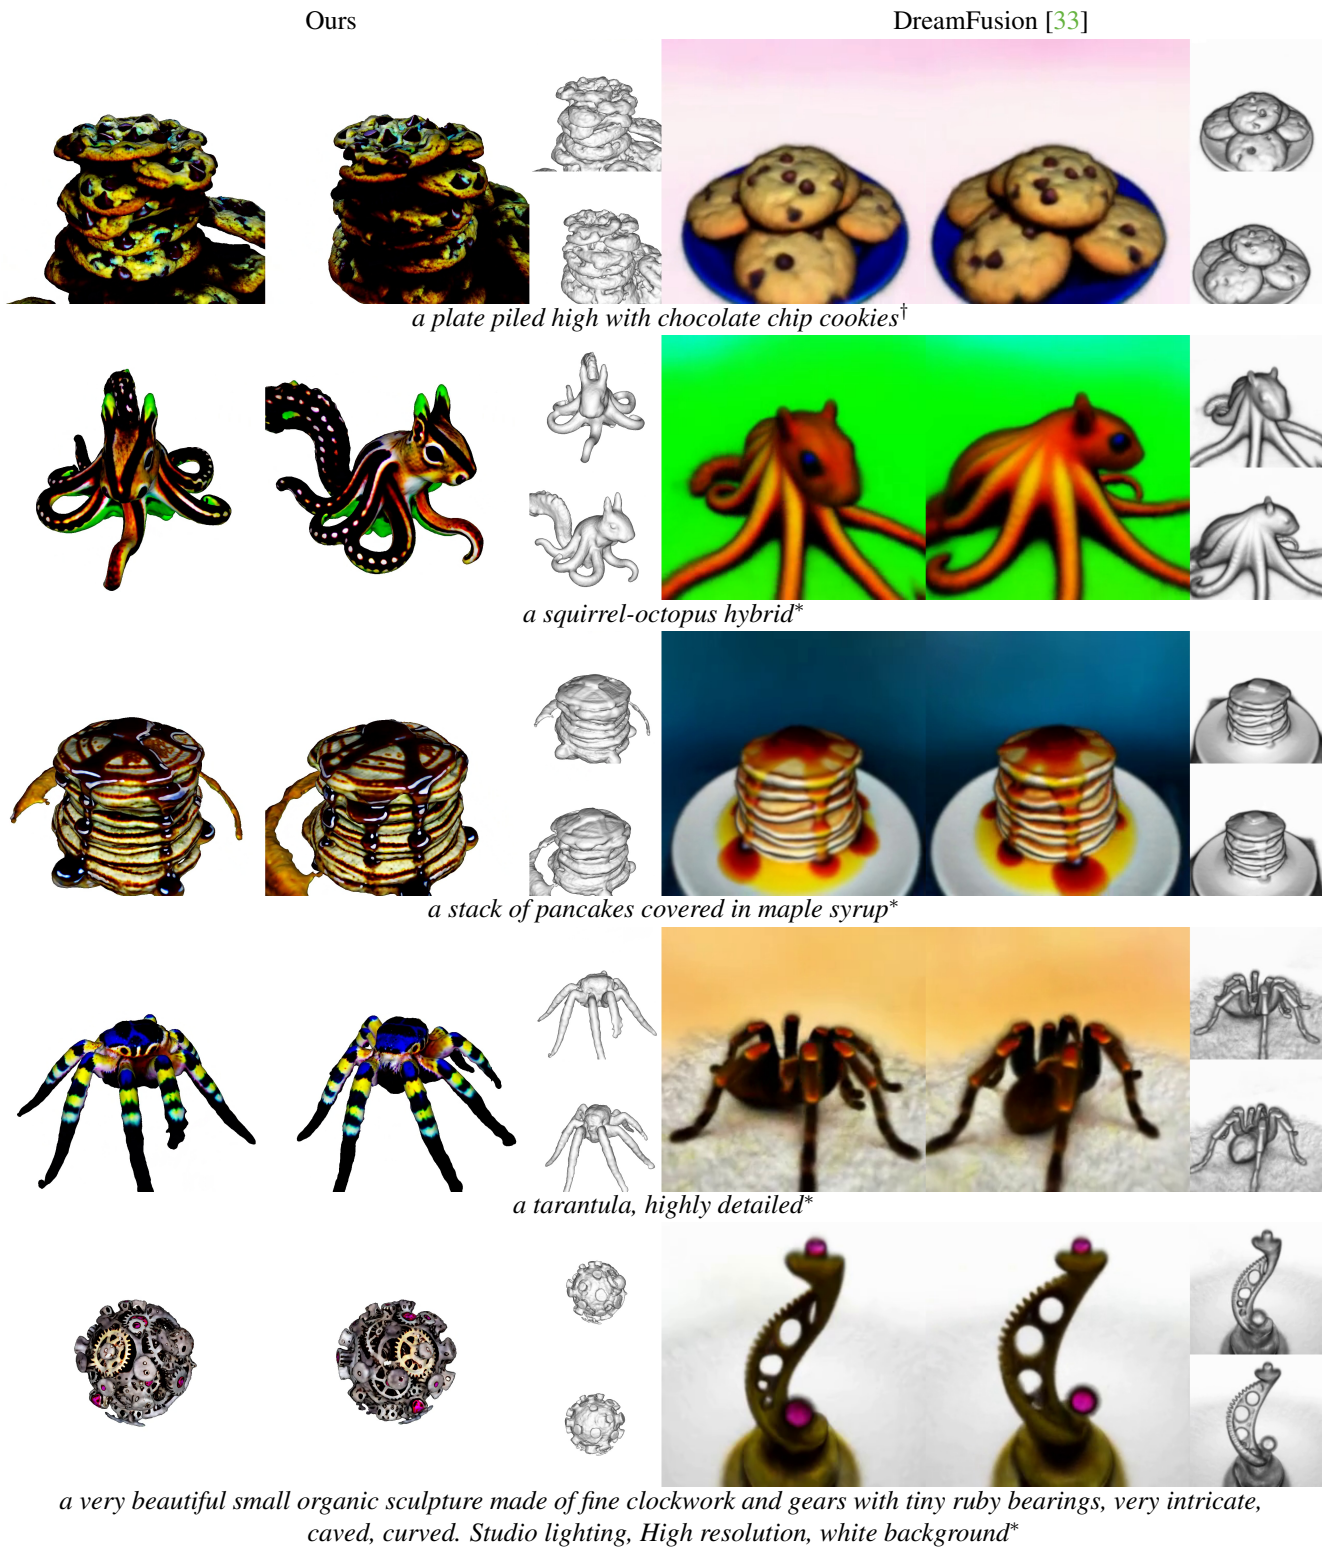 Ours
DreamFusion [33]
a plate piled high with chocolate chip cookies†
a squirrel-octopus hybrid*
a stack of pancakes covered in maple syrup*
a tarantula, highly detailed*
a very beautiful small organic sculpture made of fine clockwork and gears with tiny ruby bearings, very intricate,
caved, curved. Studio lighting, High resolution, white background*